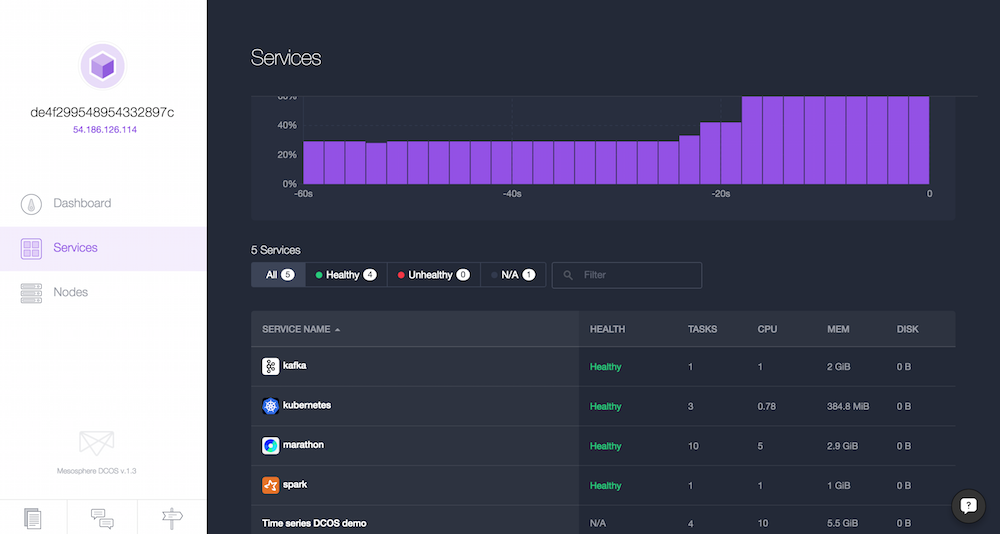 de4f299548954332897c
54.186.126.114
Dashboard
Services
Nodes
Mesosphere DCOS v.1.3
Services
60%
40%
20%
0%
-60s -40s -20s 0
5 Services
All 5 Healthy 4 Unhealthy 0 N/A 1 Filter
SERVICE NAME HEALTH TASKS CPU MEM DISK
kafka Healthy 1 1 2 GiB 0 B
kubernetes Healthy 3 0.78 384.8 MiB 0 B
marathon Healthy 10 5 2.9 GiB 0 B
spark Healthy 1 1 1 GiB 0 B
Time series DCOS demo N/A 4 10 5.5 GiB 0 B
?